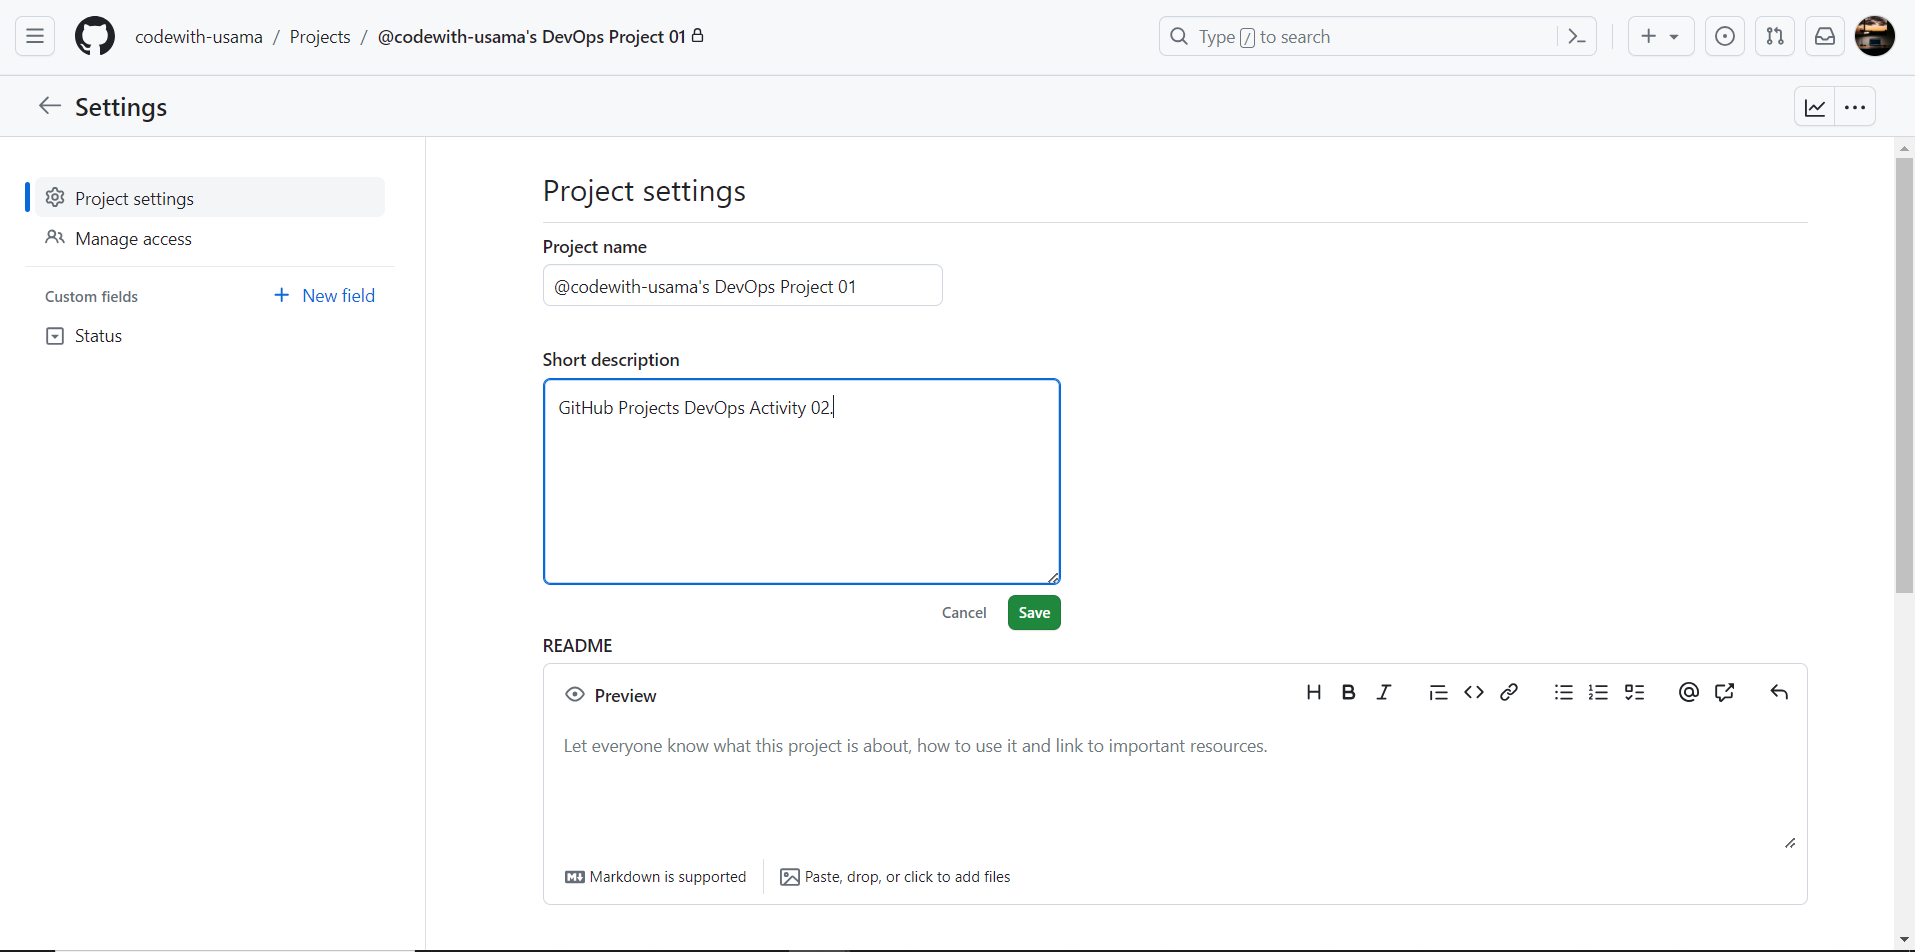 codewith-usama / Projects / @codewith-usama's DevOps Project 01
Type / to search
Settings
Project settings
Manage access
Custom fields
New field
Status
Project settings
Project name
@codewith-usama's DevOps Project 01
Short description
GitHub Projects DevOps Activity 02.
Cancel
Save
README
Preview
Let everyone know what this project is about, how to use it and link to important resources.
Markdown is supported
Paste, drop, or click to add files